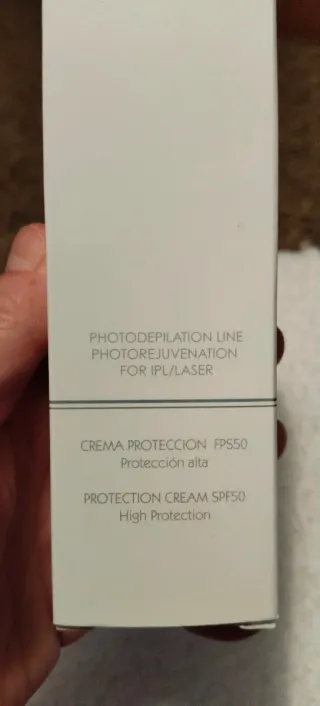 PHOTODEPILATION LINE
PHOTOREJUVENATION
FOR IPL/LASER
CREMA PROTECCION FPS50
Protección alta
PROTECTION CREAM SPF50
High Protection